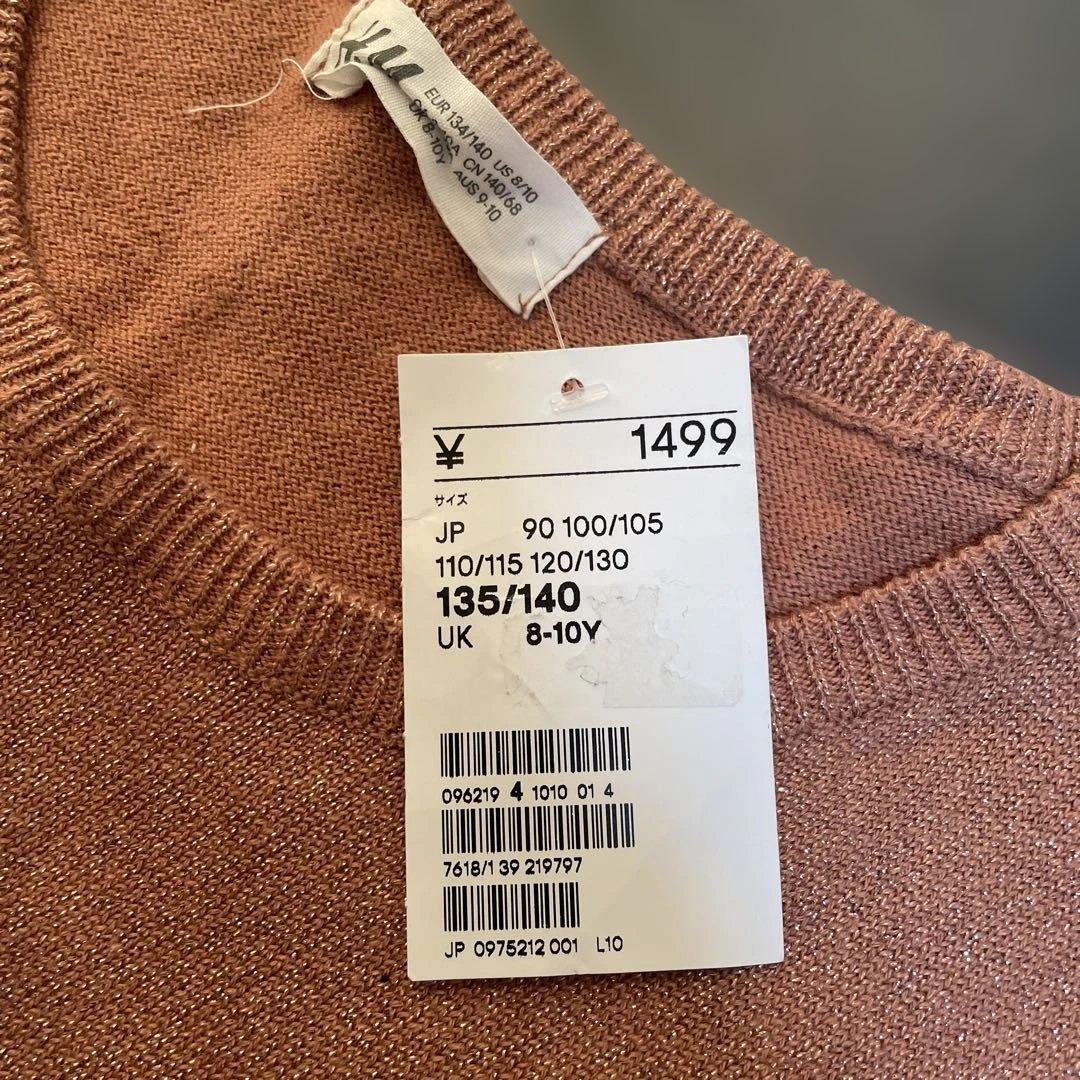 H&M
EUR 134/140 US 8/10
CN 140/68
UK 8-10Y AUS 9-10
¥ 1499
サイズ
JP 90 100/105
110/115 120/130
135/140
UK 8-10Y
096219 4 1010 01 4
7618/1 39 219797
JP 0975212 001 L10